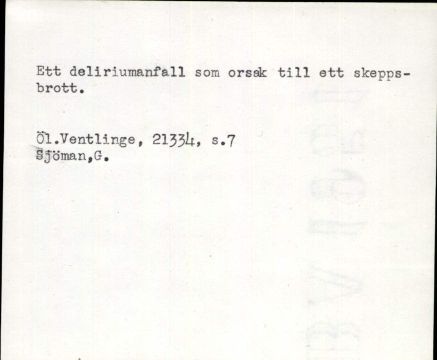 Ett deliriumanfall som orsak till ett skepps-
brott.
Öl.Ventlinge, 21334, s.7
Sjöman,G.